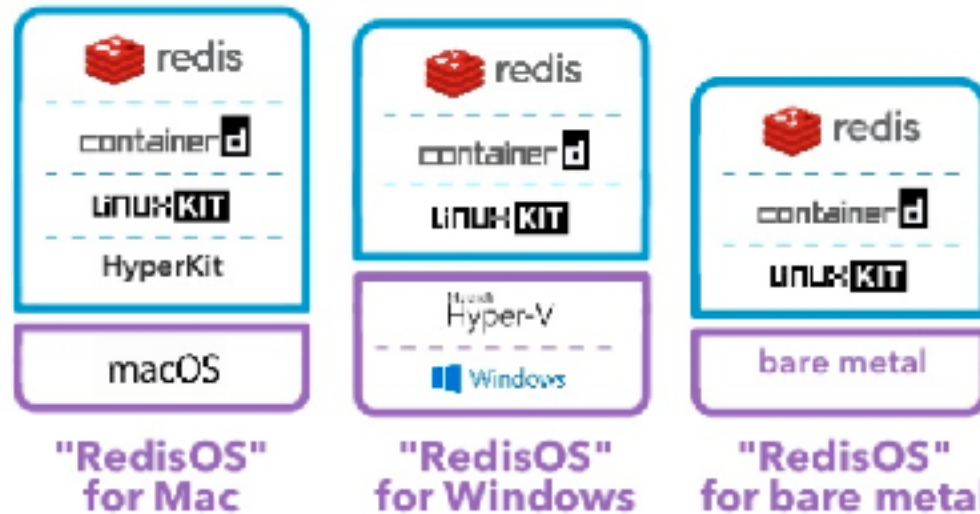 redis
containerd
LinuxKIT
HyperKit
macOS
"RedisOS"
for Mac
redis
containerd
LinuxKIT
Microsoft
Hyper-V
Windows
"RedisOS"
for Windows
redis
containerd
LinuxKIT
bare metal
"RedisOS"
for bare metal